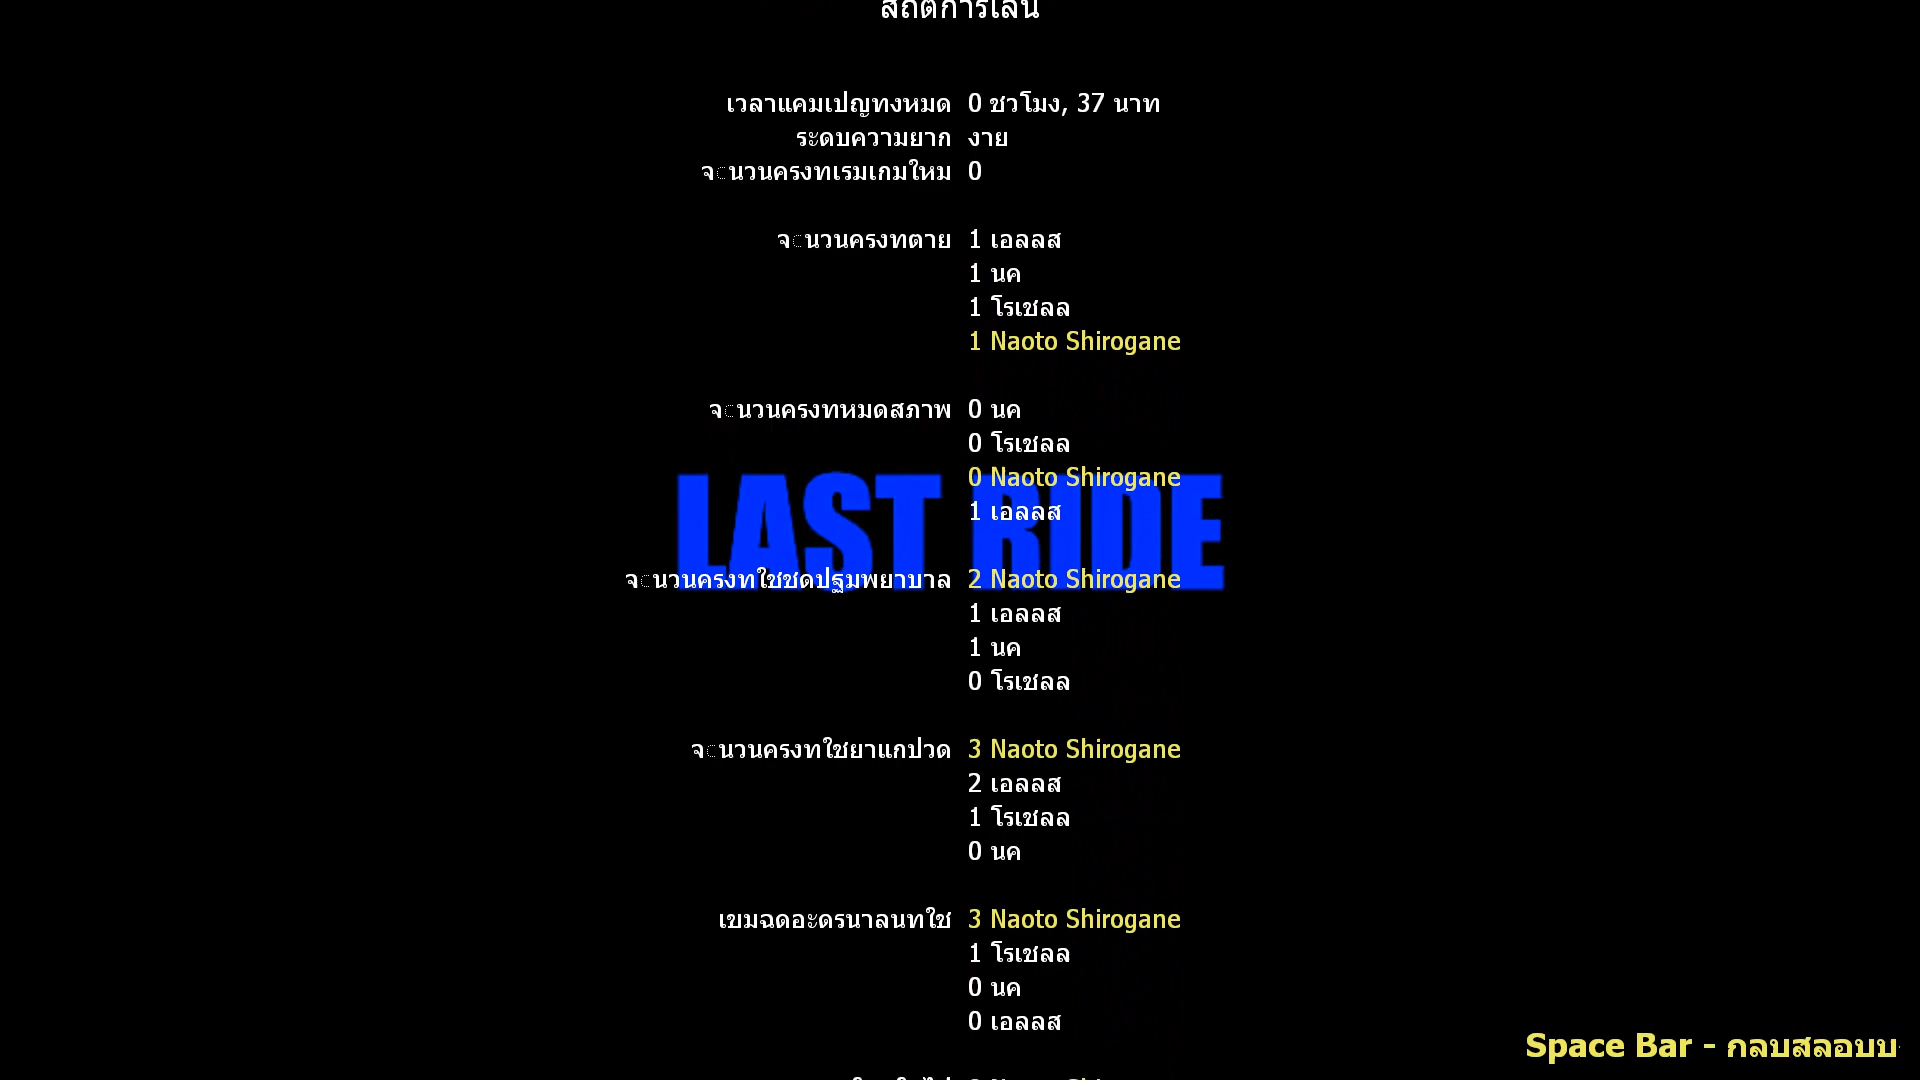 สถตการเลน
เวลาแคมเปญทงหมด 0 ชวโมง, 37 นาท
ระดบความยาก งาย
จํนวนครงทเรมเกมใหม 0
จํนวนครงทตาย 1 เอลลส
1 นค
1 โรเชลล
1 Naoto Shirogane
จํนวนครงทหมดสภาพ 0 นค
0 โรเชลล
0 Naoto Shirogane
LAST RIDE
1 เอลลส
จํนวนครงทใชชดปฐมพยาบาล 2 Naoto Shirogane
1 เอลลส
1 นค
0 โรเชลล
จํนวนครงทใชยาแกปวด 3 Naoto Shirogane
2 เอลลส
1 โรเชลล
0 นค
เขมฉดอะดรนาลนทใช 3 Naoto Shirogane
1 โรเชลล
0 นค
0 เอลลส
Space Bar - กลบสลอบบ